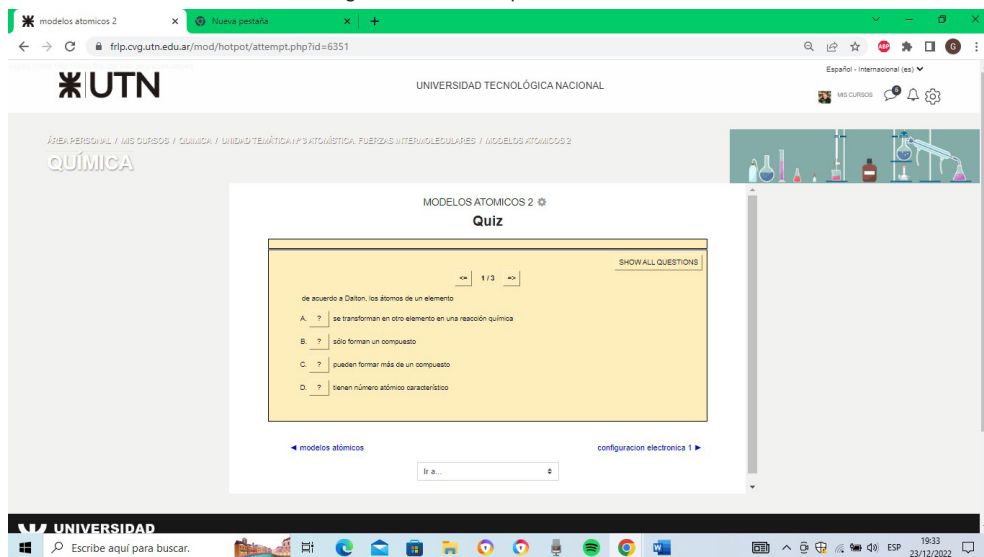 modelos atomicos 2
Nueva pestaña
frlp.cvg.utn.edu.ar/mod/hotpot/attempt.php?id=6351
ABP
G
Español - Internacional (es)
UTN
UNIVERSIDAD TECNOLÓGICA NACIONAL
MIS CURSOS
6
ÁREA PERSONAL / MIS CURSOS / QUIMICA / UNIDAD TEMÁTICA Nº 3 ATOMÍSTICA. FUERZAS INTERMOLECULARES / MODELOS ATOMICOS 2
QUÍMICA
MODELOS ATOMICOS 2
Quiz
SHOW ALL QUESTIONS
<= 1 / 3 =>
de acuerdo a Dalton, los átomos de un elemento
A. ? se transforman en otro elemento en una reacción química
B. ? sólo forman un compuesto
C. ? pueden formar más de un compuesto
D. ? tienen número atómico característico
◄ modelos atómicos
configuracion electronica 1 ►
Ir a...
UNIVERSIDAD
Escribe aquí para buscar.
ESP
19:33
23/12/2022